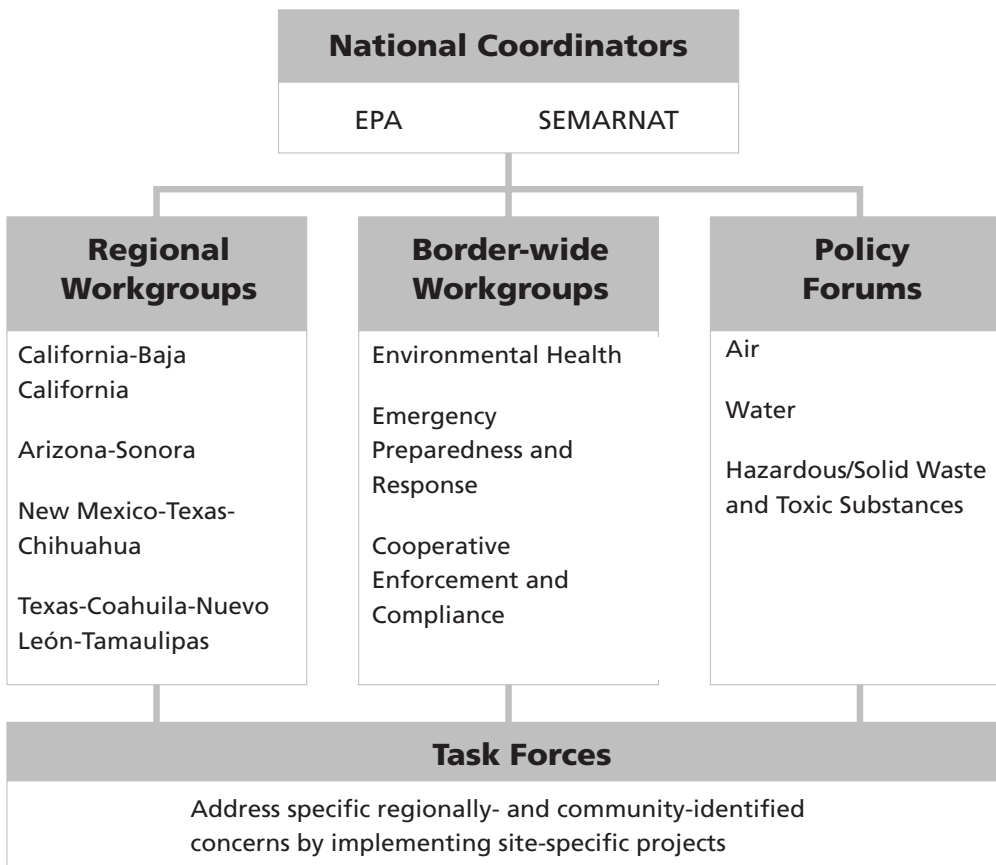 National Coordinators
EPA SEMARNAT
Regional
Workgroups
California-Baja
California
Arizona-Sonora
New Mexico-Texas-
Chihuahua
Texas-Coahuila-Nuevo
León-Tamaulipas
Border-wide
Workgroups
Environmental Health
Emergency
Preparedness and
Response
Cooperative
Enforcement and
Compliance
Policy
Forums
Air
Water
Hazardous/Solid Waste
and Toxic Substances
Task Forces
Address specific regionally- and community-identified
concerns by implementing site-specific projects